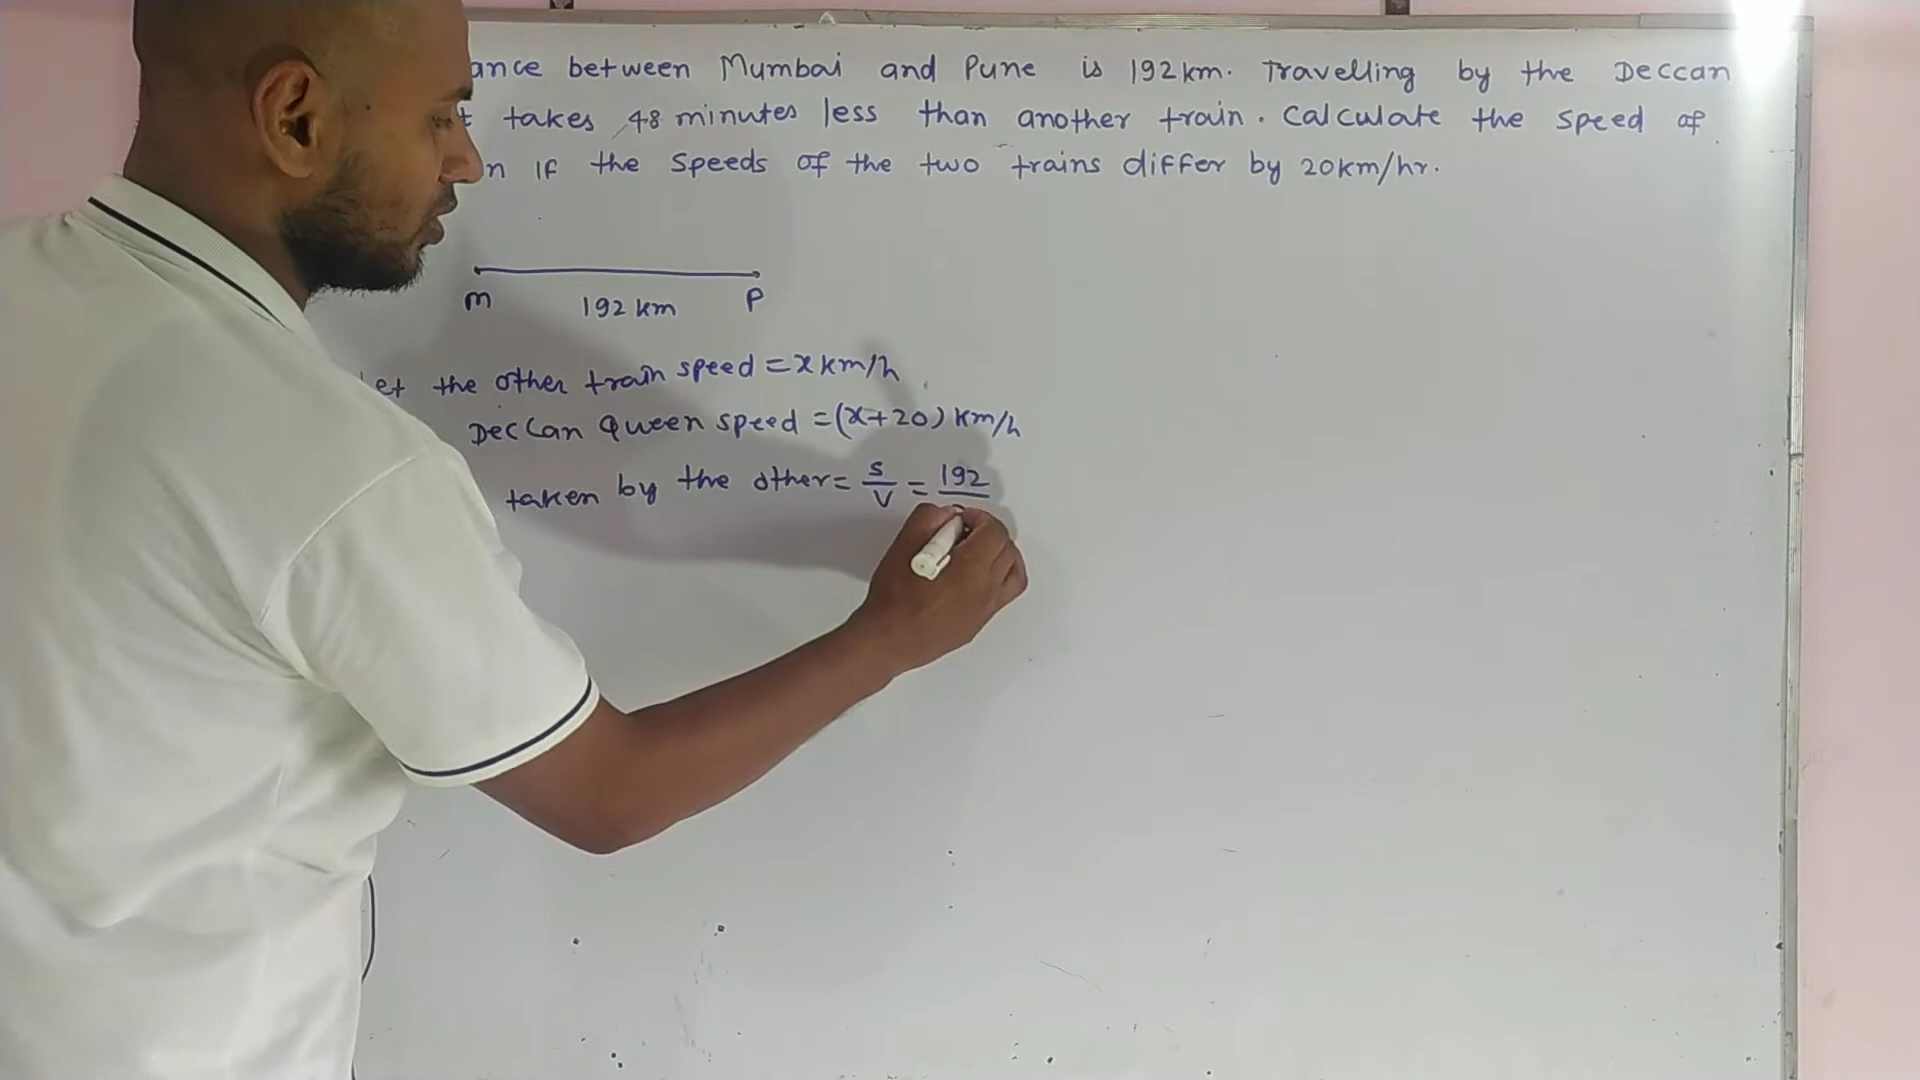 ance between Mumbai and Pune is 192 km. Travelling by the Deccan
t takes 48 minutes less than another train. Calculate the speed of
n if the speeds of the two trains differ by 20km/hr.
M 192 km P
et the other train speed = x km/h
Deccan Queen speed = (x+20) km/h
taken by the other = s/v = 192/